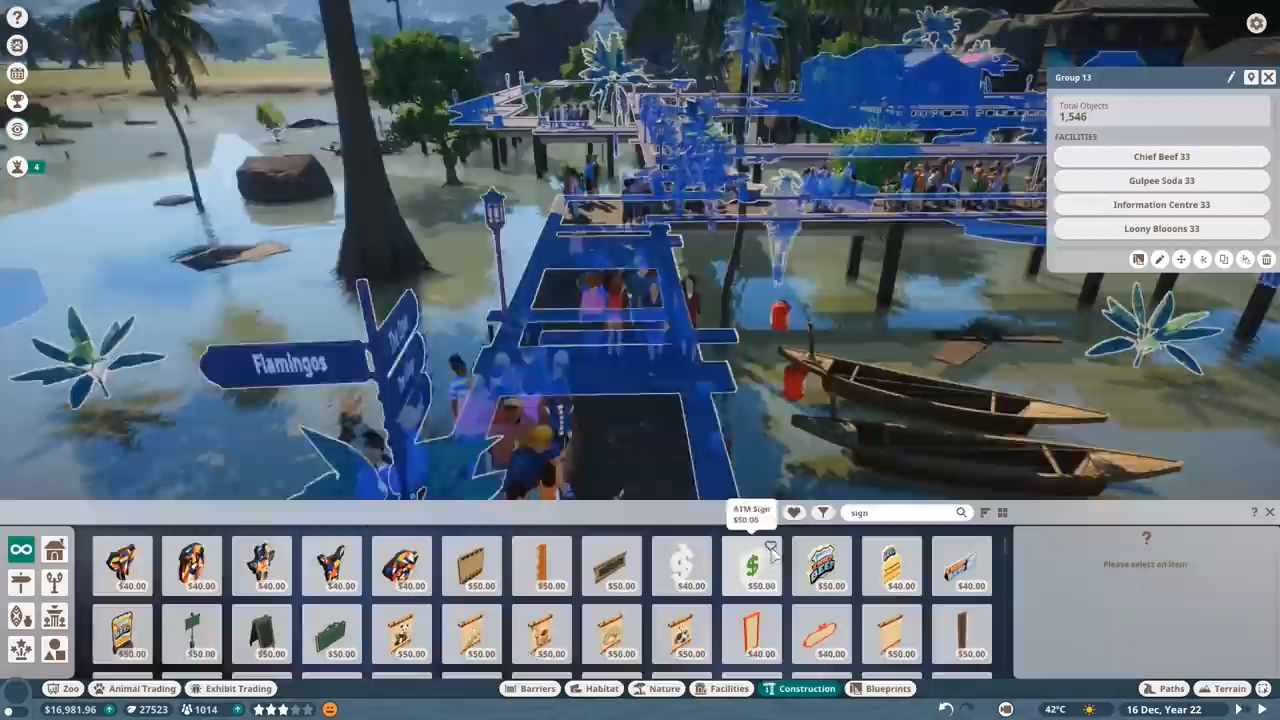 Group 13
Total Objects
1,546
FACILITIES
Chief Beef 33
Gulpee Soda 33
Information Centre 33
Loony Blooons 33
4
Flamingos
ATM Sign
$50.00
sign
? ×
?
Please select an item
$40.00 $40.00 $40.00 $40.00 $40.00 $50.00 $50.00 $50.00 $40.00 $50.00 $50.00 $40.00 $40.00
$50.00 $50.00 $50.00 $50.00 $50.00 $50.00 $50.00 $50.00 $50.00 $40.00 $40.00 $50.00 $50.00
Zoo Animal Trading Exhibit Trading Barriers Habitat Nature Facilities Construction Blueprints Paths Terrain
$16,981.96 27523 1014 42°C 16 Dec, Year 22